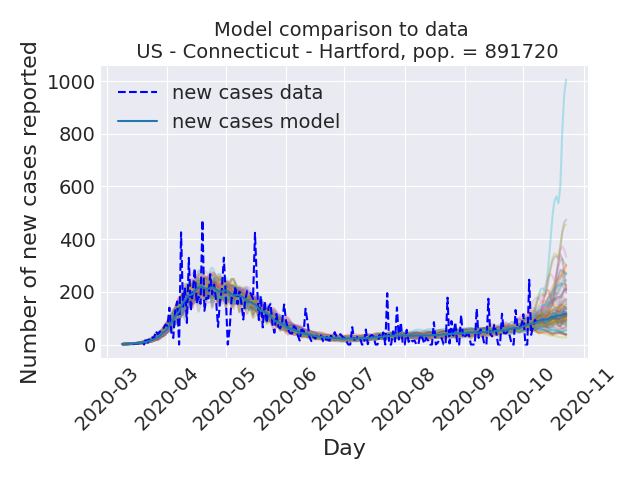 Model comparison to data
US - Connecticut - Hartford, pop. = 891720
Number of new cases reported
1000
800
600
400
200
0
new cases data
new cases model
2020-03
2020-04
2020-05
2020-06
2020-07
2020-08
2020-09
2020-10
2020-11
Day